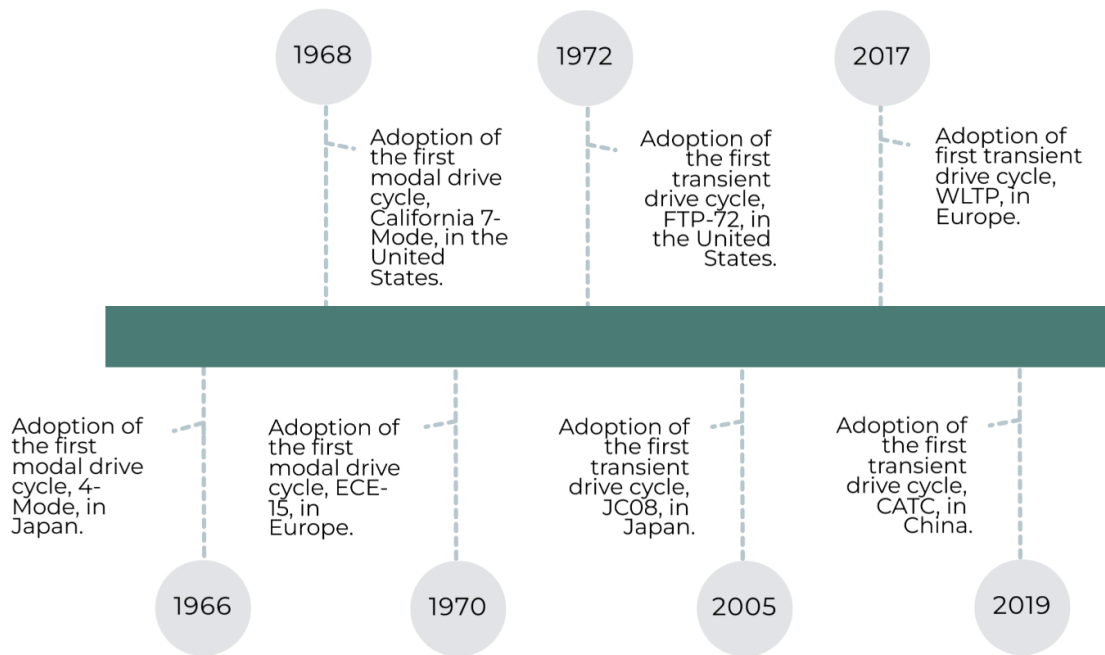 1968
1972
2017
Adoption of
the first
modal drive
cycle,
California 7-
Mode, in the
United
States.
Adoption of
the first
transient
drive cycle,
FTP-72, in
the United
States.
Adoption of
first transient
drive cycle,
WLTP, in
Europe.
Adoption of
the first
modal drive
cycle, 4-
Mode, in
Japan.
Adoption of
the first
modal drive
cycle, ECE-
15, in
Europe.
Adoption of
the first
transient
drive cycle,
JC08, in
Japan.
Adoption of
the first
transient
drive cycle,
CATC, in
China.
1966
1970
2005
2019